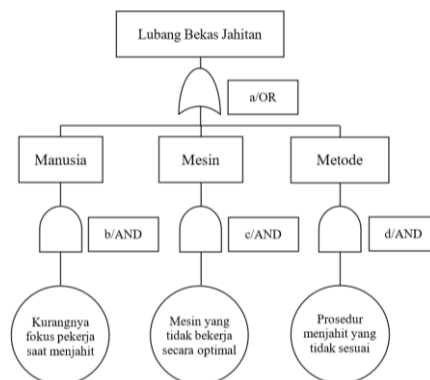 Lubang Bekas Jahitan
a/OR
Manusia
Mesin
Metode
b/AND
c/AND
d/AND
Kurangnya
fokus pekerja
saat menjahit
Mesin yang
tidak bekerja
secara optimal
Prosedur
menjahit yang
tidak sesuai